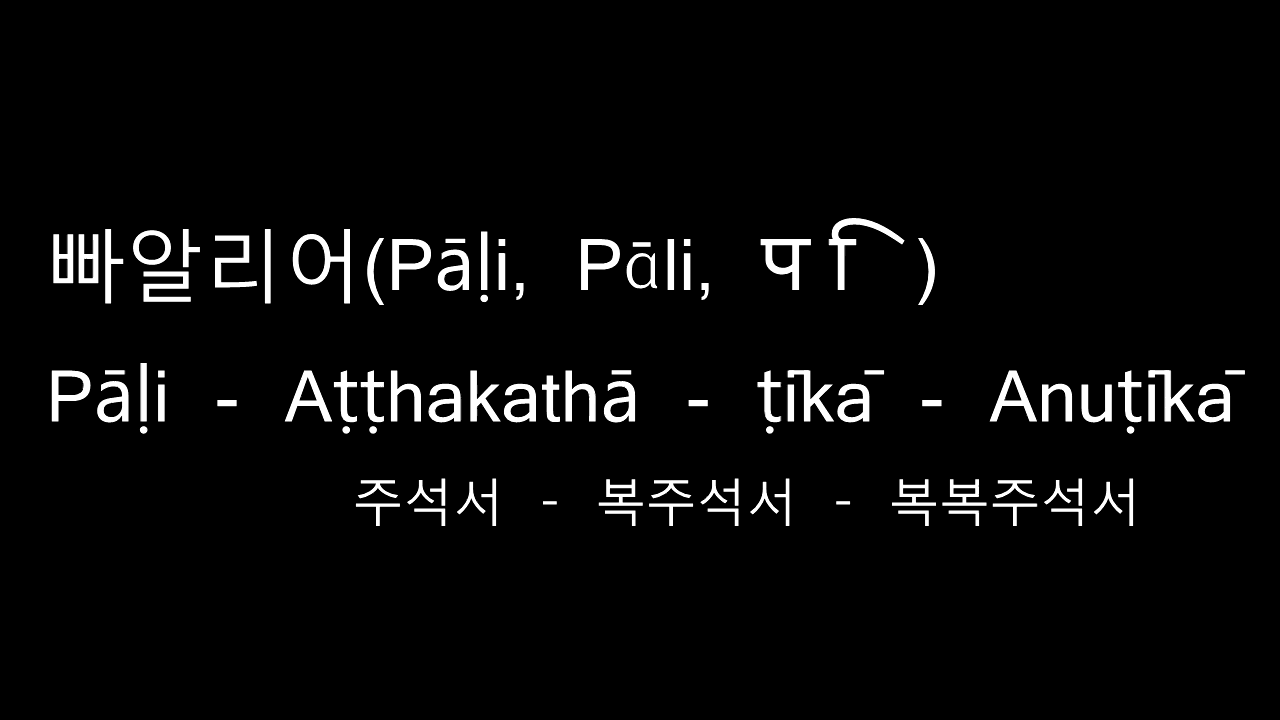 빠알리어(Pāḷi, Pāli, प ि)
Pāḷi - Aṭṭhakathā - ṭīkā - Anuṭīkā
주석서 - 복주석서 - 복복주석서